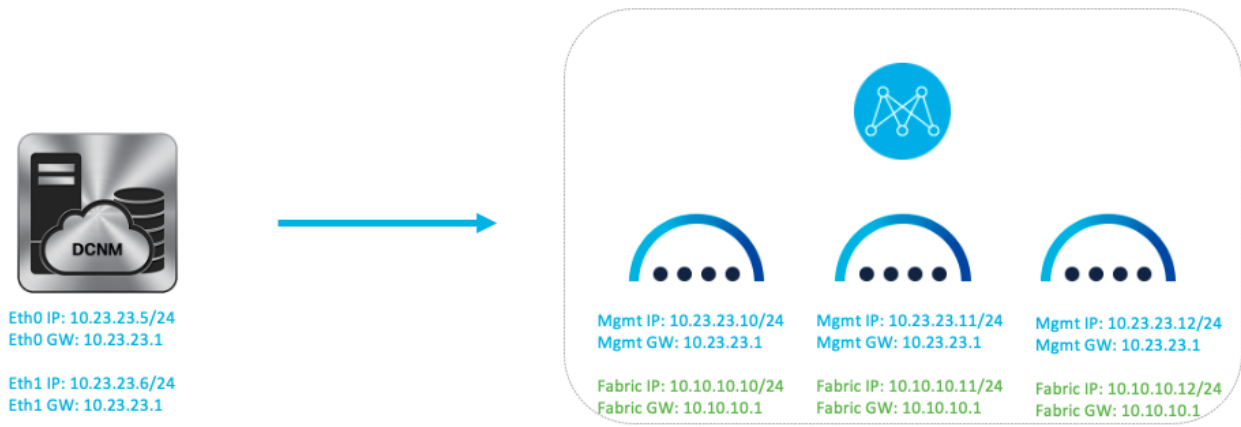 DCNM
Eth0 IP: 10.23.23.5/24
Eth0 GW: 10.23.23.1
Eth1 IP: 10.23.23.6/24
Eth1 GW: 10.23.23.1
Mgmt IP: 10.23.23.10/24
Mgmt GW: 10.23.23.1
Fabric IP: 10.10.10.10/24
Fabric GW: 10.10.10.1
Mgmt IP: 10.23.23.11/24
Mgmt GW: 10.23.23.1
Fabric IP: 10.10.10.11/24
Fabric GW: 10.10.10.1
Mgmt IP: 10.23.23.12/24
Mgmt GW: 10.23.23.1
Fabric IP: 10.10.10.12/24
Fabric GW: 10.10.10.1